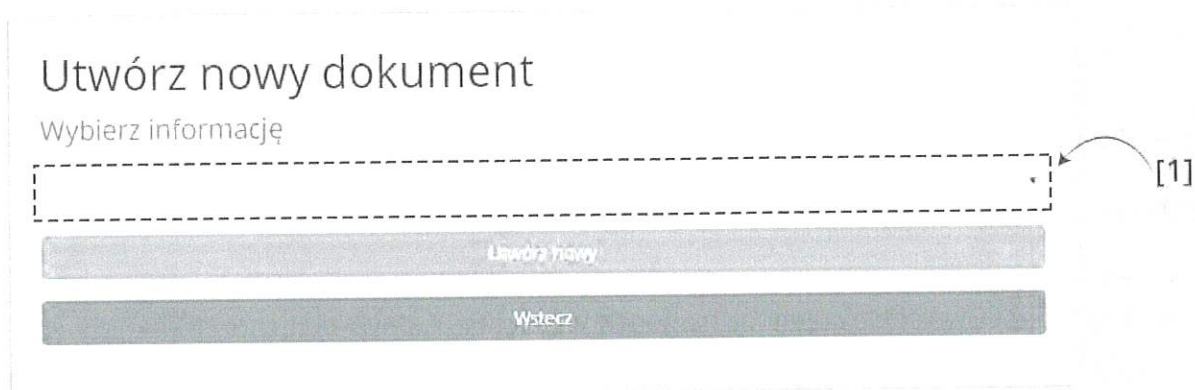 Utwórz nowy dokument
Wybierz informację
[1]
Utwórz nowy
Wstecz